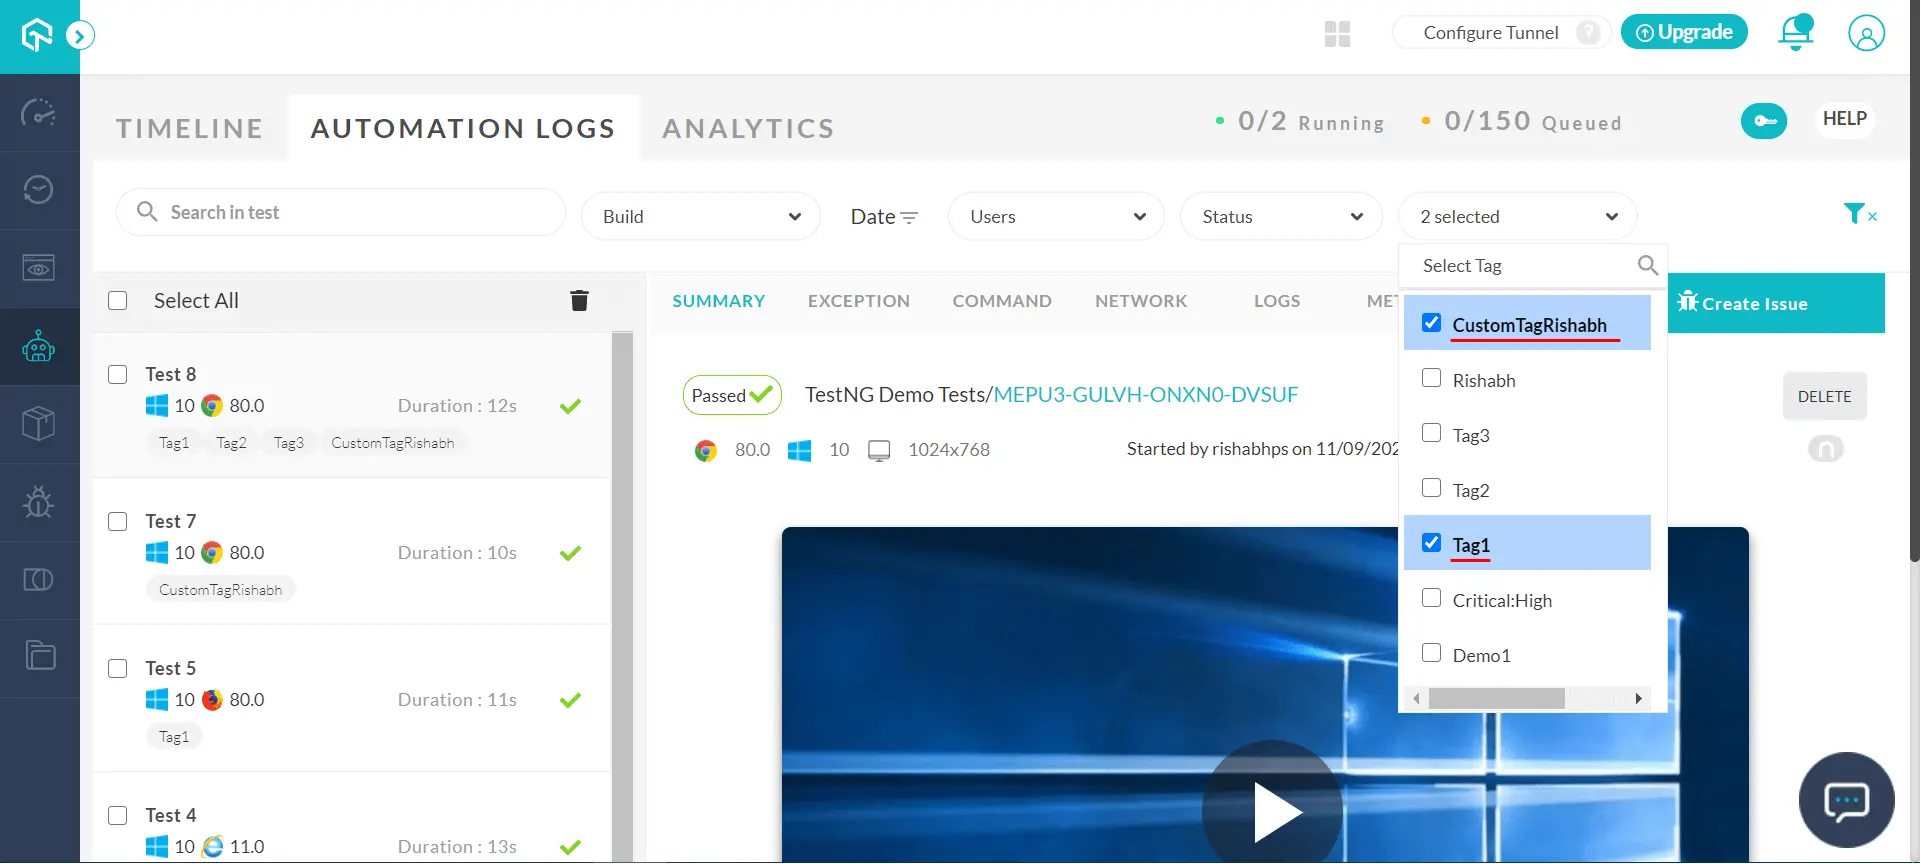 Configure Tunnel ? Upgrade
TIMELINE AUTOMATION LOGS ANALYTICS 0/2 Running 0/150 Queued HELP
Search in test Build Date Users Status 2 selected
Select All
Test 8
10 80.0 Duration : 12s
Tag1 Tag2 Tag3 CustomTagRishabh
Test 7
10 80.0 Duration : 10s
CustomTagRishabh
Test 5
10 80.0 Duration : 11s
Tag1
Test 4
10 11.0 Duration : 13s
SUMMARY EXCEPTION COMMAND NETWORK LOGS
Create Issue
Passed TestNG Demo Tests/MEPU3-GULVH-ONXN0-DVSUF
DELETE
80.0 10 1024x768 Started by rishabhps on 11/09/202
Select Tag
CustomTagRishabh
Rishabh
Tag3
Tag2
Tag1
Critical:High
Demo1